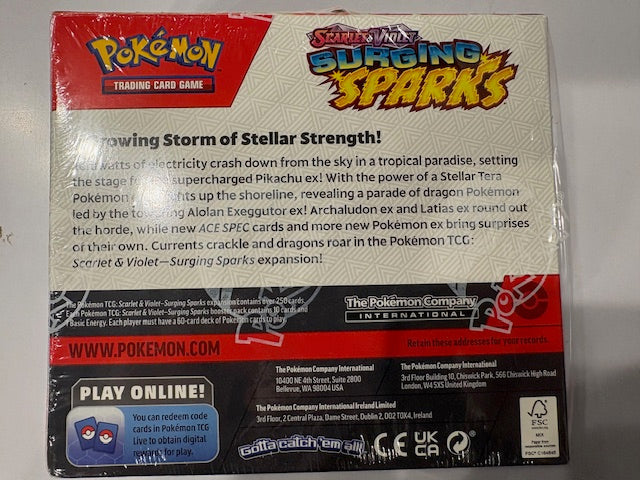 POKéMON
TRADING CARD GAME
SCARLET & VIOLET
SURGING
SPARKS
rowing Storm of Stellar Strength!
watts of electricity crash down from the sky in a tropical paradise, setting
the stage for supercharged Pikachu ex! With the power of a Stellar Tera
Pokémon ghts up the shoreline, revealing a parade of dragon Pokémon
led by the towering Alolan Exeggutor ex! Archaludon ex and Latias ex round out
the horde, while new ACE SPEC cards and more new Pokémon ex bring surprises
of their own. Currents crackle and dragons roar in the Pokémon TCG:
Scarlet & Violet—Surging Sparks expansion!
The Pokémon TCG: Scarlet & Violet—Surging Sparks expansion contains over 250 cards.
Each Pokémon TCG: Scarlet & Violet—Surging Sparks booster pack contains 10 cards and
1 Basic Energy. Each player must have a 60-card deck of Pokémon cards to play.
The Pokémon Company
INTERNATIONAL
WWW.POKEMON.COM
Retain these addresses for your records.
The Pokémon Company International
10400 NE 4th Street, Suite 2800
Bellevue, WA 98004 USA
The Pokémon Company International
3rd Floor Building 10, Chiswick Park, 566 Chiswick High Road
London, W4 5XS United Kingdom
The Pokémon Company International Ireland Limited
3rd Floor, 2 Central Plaza, Dame Street, Dublin 2, D02 T0X4, Ireland
PLAY ONLINE!
You can redeem code
cards in Pokémon TCG
Live to obtain digital
rewards for play.
Gotta catch 'em all!
CE UK
CA
FSC
www.fsc.org
MIX
FSC® C164845